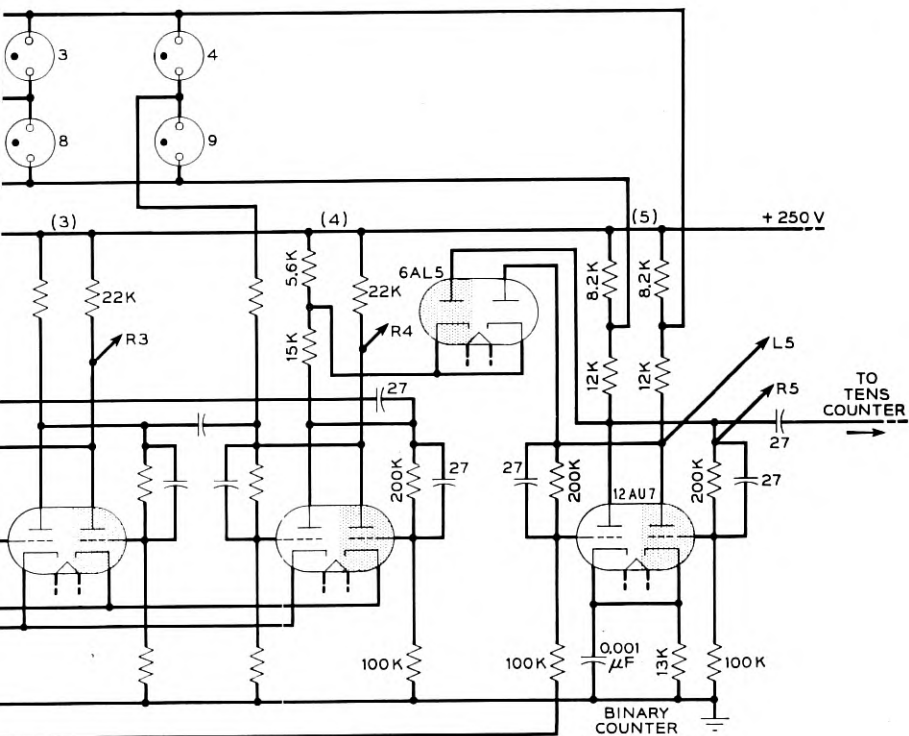 3
4
8
9
(3)
(4)
(5)
+ 250 V
5.6K
22K
22K
6AL5
8.2K
8.2K
R3
R4
15K
12K
12K
L5
R5
TO
TENS
COUNTER
27
27
200K
27
27
200K
12AU7
200K
27
100K
100K
0.001
μF
13K
100K
BINARY
COUNTER